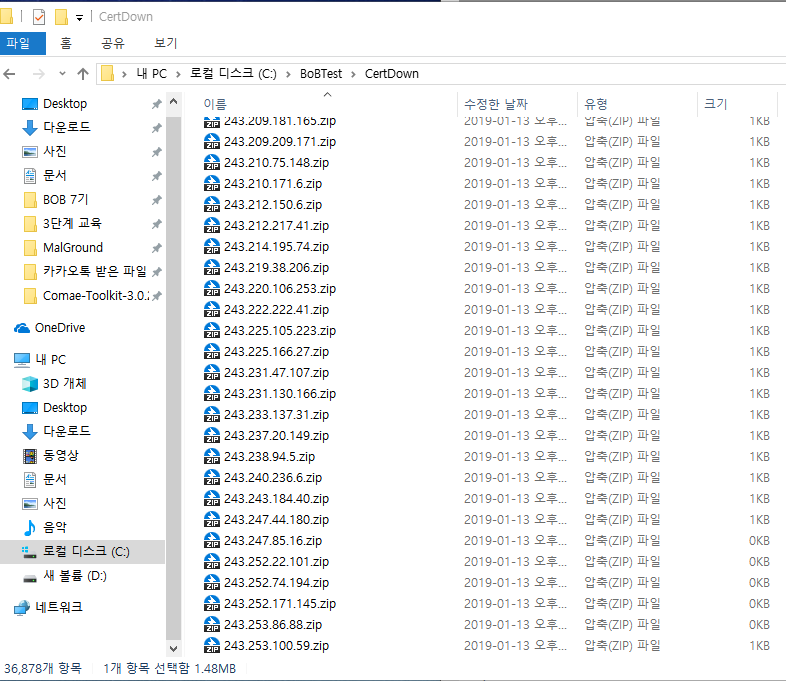 CertDown
파일 홈 공유 보기
내 PC > 로컬 디스크 (C:) > BoBTest > CertDown
Desktop
다운로드
사진
문서
BOB 7기
3단계 교육
MalGround
카카오톡 받은 파일
Comae-Toolkit-3.0.2
OneDrive
내 PC
3D 개체
Desktop
다운로드
동영상
문서
사진
음악
로컬 디스크 (C:)
새 볼륨 (D:)
네트워크
이름 수정한 날짜 유형 크기
243.209.181.165.zip 2019-01-13 오후... 압축(ZIP) 파일 1KB
243.209.209.171.zip 2019-01-13 오후... 압축(ZIP) 파일 1KB
243.210.75.148.zip 2019-01-13 오후... 압축(ZIP) 파일 1KB
243.210.171.6.zip 2019-01-13 오후... 압축(ZIP) 파일 1KB
243.212.150.6.zip 2019-01-13 오후... 압축(ZIP) 파일 1KB
243.212.217.41.zip 2019-01-13 오후... 압축(ZIP) 파일 1KB
243.214.195.74.zip 2019-01-13 오후... 압축(ZIP) 파일 1KB
243.219.38.206.zip 2019-01-13 오후... 압축(ZIP) 파일 1KB
243.220.106.253.zip 2019-01-13 오후... 압축(ZIP) 파일 1KB
243.222.222.41.zip 2019-01-13 오후... 압축(ZIP) 파일 1KB
243.225.105.223.zip 2019-01-13 오후... 압축(ZIP) 파일 1KB
243.225.166.27.zip 2019-01-13 오후... 압축(ZIP) 파일 1KB
243.231.47.107.zip 2019-01-13 오후... 압축(ZIP) 파일 1KB
243.231.130.166.zip 2019-01-13 오후... 압축(ZIP) 파일 1KB
243.233.137.31.zip 2019-01-13 오후... 압축(ZIP) 파일 1KB
243.237.20.149.zip 2019-01-13 오후... 압축(ZIP) 파일 1KB
243.238.94.5.zip 2019-01-13 오후... 압축(ZIP) 파일 1KB
243.240.236.6.zip 2019-01-13 오후... 압축(ZIP) 파일 1KB
243.243.184.40.zip 2019-01-13 오후... 압축(ZIP) 파일 1KB
243.247.44.180.zip 2019-01-13 오후... 압축(ZIP) 파일 1KB
243.247.85.16.zip 2019-01-13 오후... 압축(ZIP) 파일 0KB
243.252.22.101.zip 2019-01-13 오후... 압축(ZIP) 파일 0KB
243.252.74.194.zip 2019-01-13 오후... 압축(ZIP) 파일 0KB
243.252.171.145.zip 2019-01-13 오후... 압축(ZIP) 파일 0KB
243.253.86.88.zip 2019-01-13 오후... 압축(ZIP) 파일 0KB
243.253.100.59.zip 2019-01-13 오후... 압축(ZIP) 파일 1KB
36,878개 항목 1개 항목 선택함 1.48MB